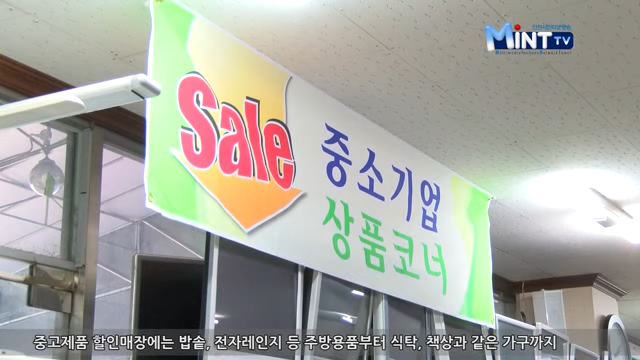 MINT TV
Sale
중소기업
상품코너
중고제품 할인매장에는 밥솥, 전자레인지 등 주방용품부터 식탁, 책상과 같은 가구까지